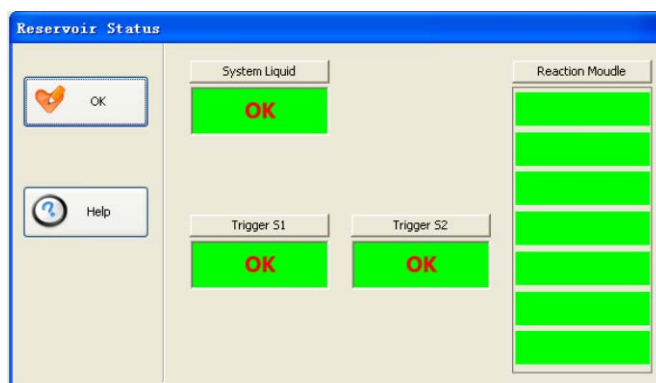 Reservoir Status
OK
Help
System Liquid
OK
Trigger S1
OK
Trigger S2
OK
Reaction Moudle